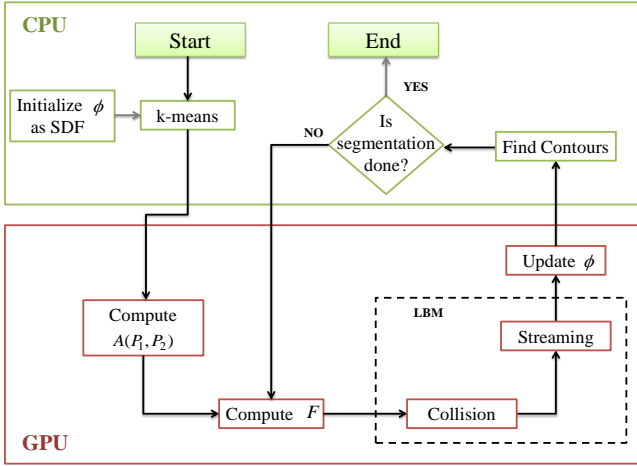 CPU
Start
End
Initialize ϕ
as SDF
k-means
YES
NO
Is
segmentation
done?
Find Contours
Update ϕ
Compute
A(P₁,P₂)
LBM
Streaming
Compute F
Collision
GPU